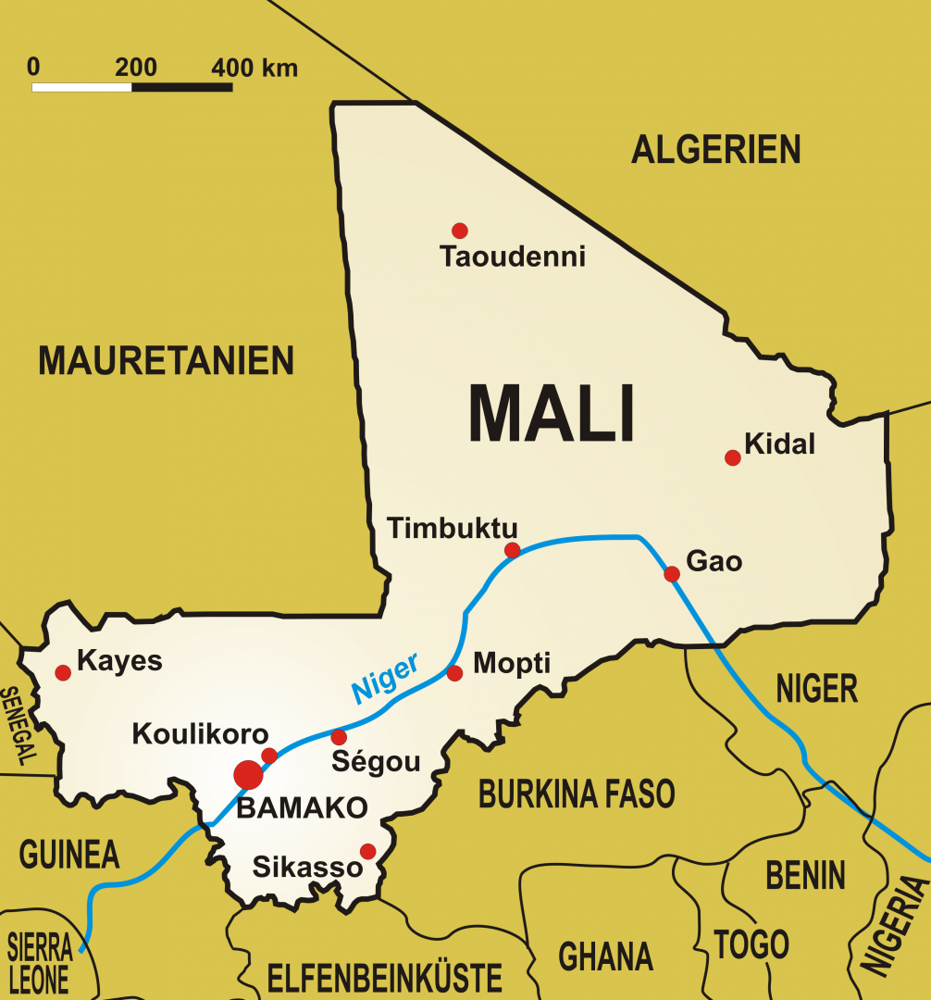 0 200 400 km
ALGERIEN
Taoudenni
MAURETANIEN
MALI
Kidal
Timbuktu
Gao
Kayes
Niger
Mopti
NIGER
SENEGAL
Koulikoro
Ségou
BURKINA FASO
BAMAKO
GUINEA
Sikasso
BENIN
NIGERIA
SIERRA
LEONE
GHANA
TOGO
ELFENBEINKÜSTE